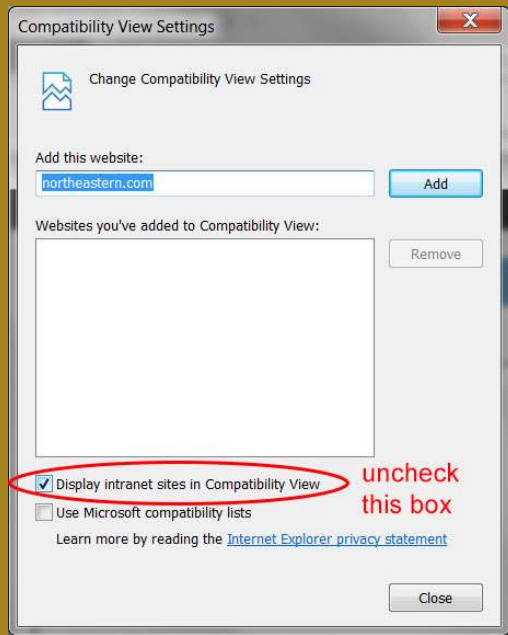 Compatibility View Settings
X
Change Compatibility View Settings
Add this website:
northeastern.com
Add
Websites you've added to Compatibility View:
Remove
Display intranet sites in Compatibility View
uncheck
this box
Use Microsoft compatibility lists
Learn more by reading the Internet Explorer privacy statement
Close